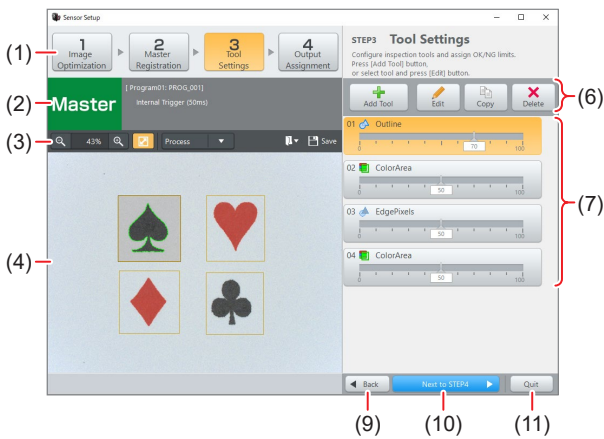 Sensor Setup
(1)
1
Image
Optimization
2
Master
Registration
3
Tool
Settings
4
Output
Assignment
STEP3 Tool Settings
Configure inspection tools and assign OK/NG limits.
Press [Add Tool] button,
or select tool and press [Edit] button.
(2)
Master
[ Program01: PROG_001]
Internal Trigger (50ms)
Add Tool
Edit
Copy
Delete
(6)
(3)
43%
Process
Save
01 Outline
0 70 100
02 ColorArea
0 50 100
03 EdgePixels
0 50 100
04 ColorArea
0 50 100
(7)
(4)
Back
Next to STEP4
Quit
(9)
(10)
(11)